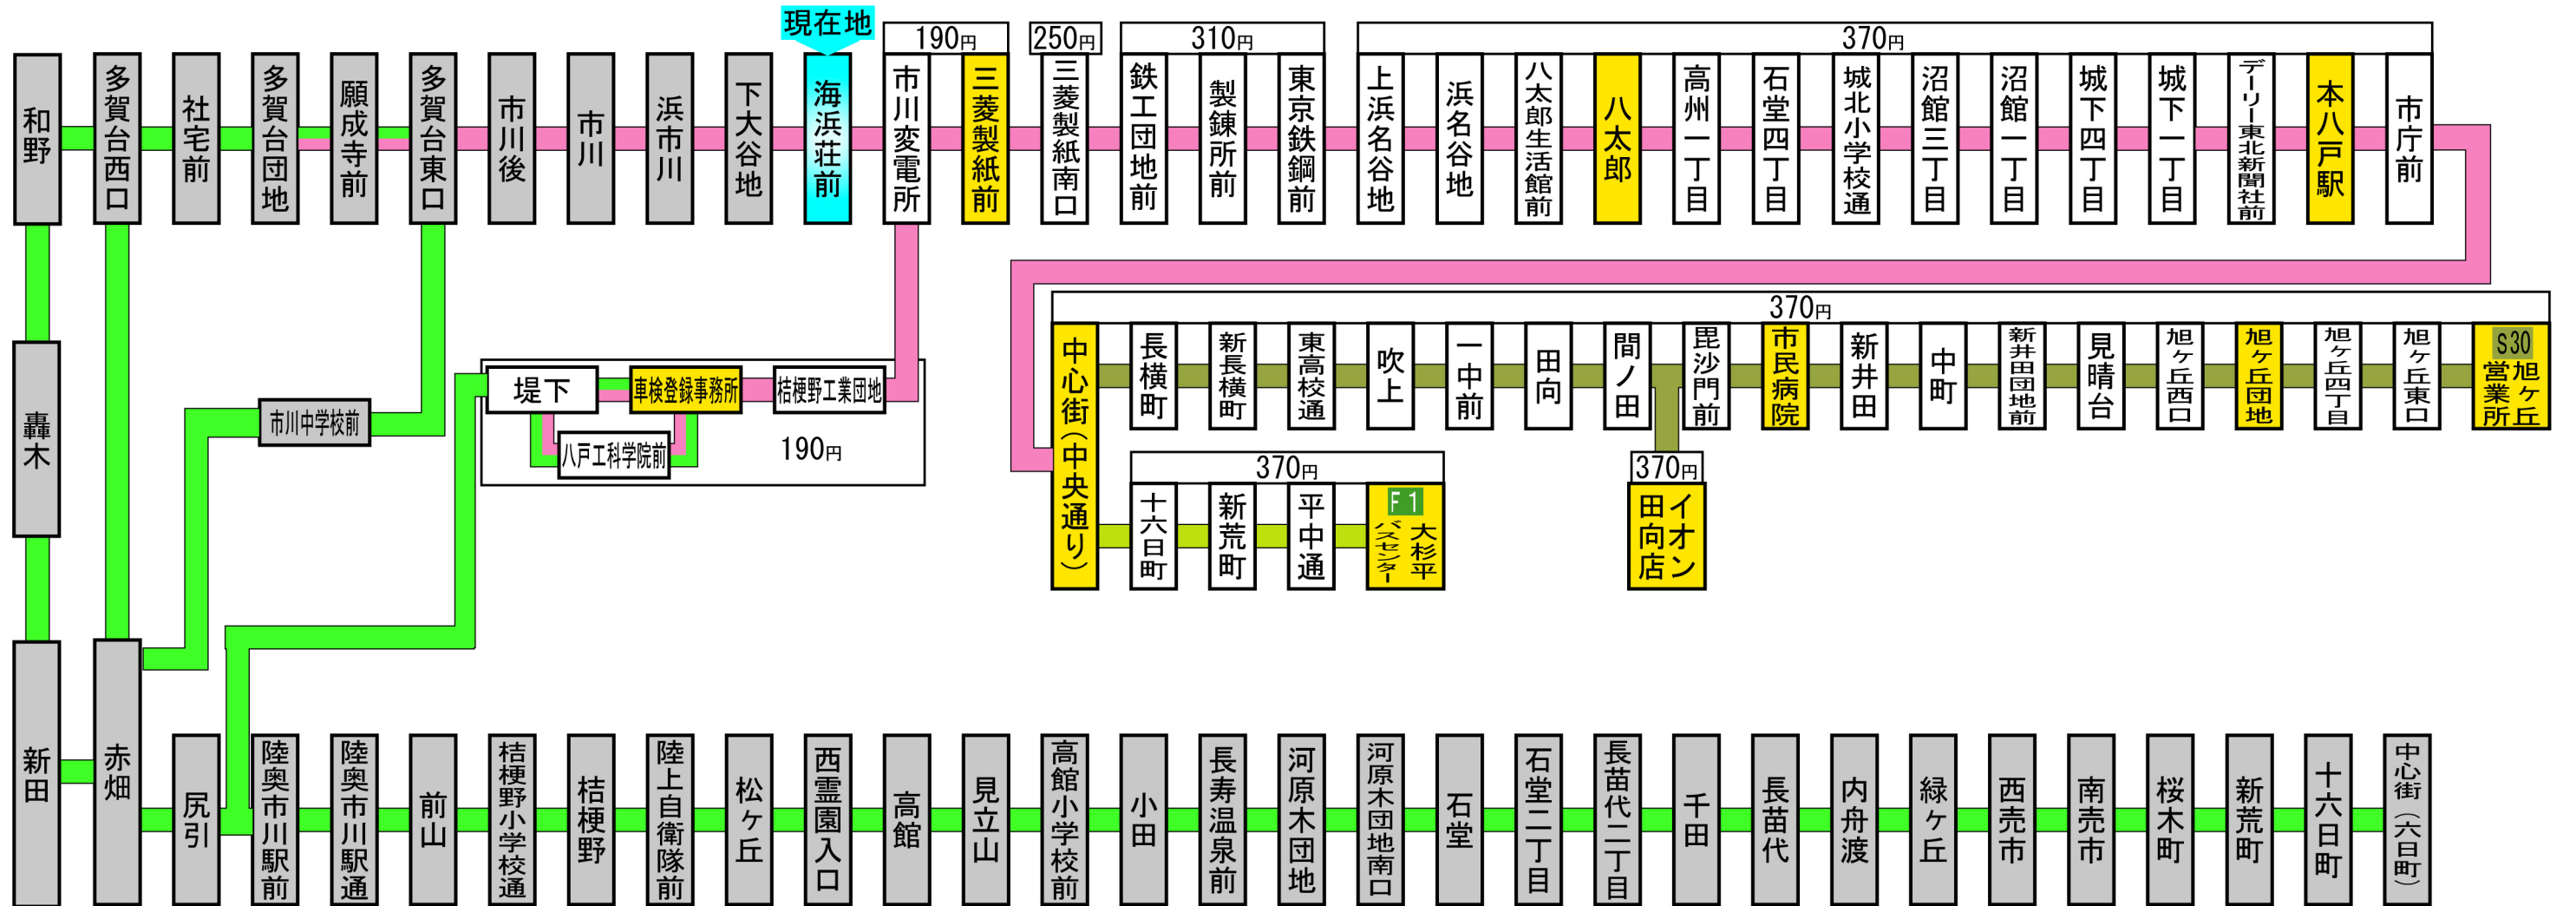 現在地
190円
250円
310円
370円
和野
多賀台西口
社宅前
多賀台団地
願成寺前
多賀台東口
市川後
市川
浜市川
下大谷地
海浜荘前
市川変電所
三菱製紙前
三菱製紙南口
鉄工団地前
製錬所前
東京鉄鋼前
上浜名谷地
浜名谷地
八太郎生活館前
八太郎
高州一丁目
石堂四丁目
城北小学校通
沼館三丁目
沼館一丁目
城下四丁目
城下一丁目
デーリー東北新聞社前
本八戸駅
市庁前
370円
中心街(中央通り)
長横町
新長横町
東高校通
吹上
一中前
田向
間ノ田
毘沙門前
市民病院
新井田
中町
新井田団地前
見晴台
旭ヶ丘西口
旭ヶ丘団地
旭ヶ丘四丁目
旭ヶ丘東口
S30
旭ヶ丘
営業所
轟木
市川中学校前
堤下
車検登録事務所
桔梗野工業団地
八戸工科学院前
190円
370円
十六日町
新荒町
平中通
F1
大杉平
バスセンター
370円
イオン
田向店
新田
赤畑
尻引
陸奥市川駅前
陸奥市川駅通
前山
桔梗野小学校通
桔梗野
陸上自衛隊前
松ヶ丘
西霊園入口
高館
見立山
高館小学校前
小田
長寿温泉前
河原木団地
河原木団地南口
石堂
石堂二丁目
長苗代二丁目
千田
長苗代
内舟渡
緑ヶ丘
西売市
南売市
桜木町
新荒町
十六日町
中心街(六日町)